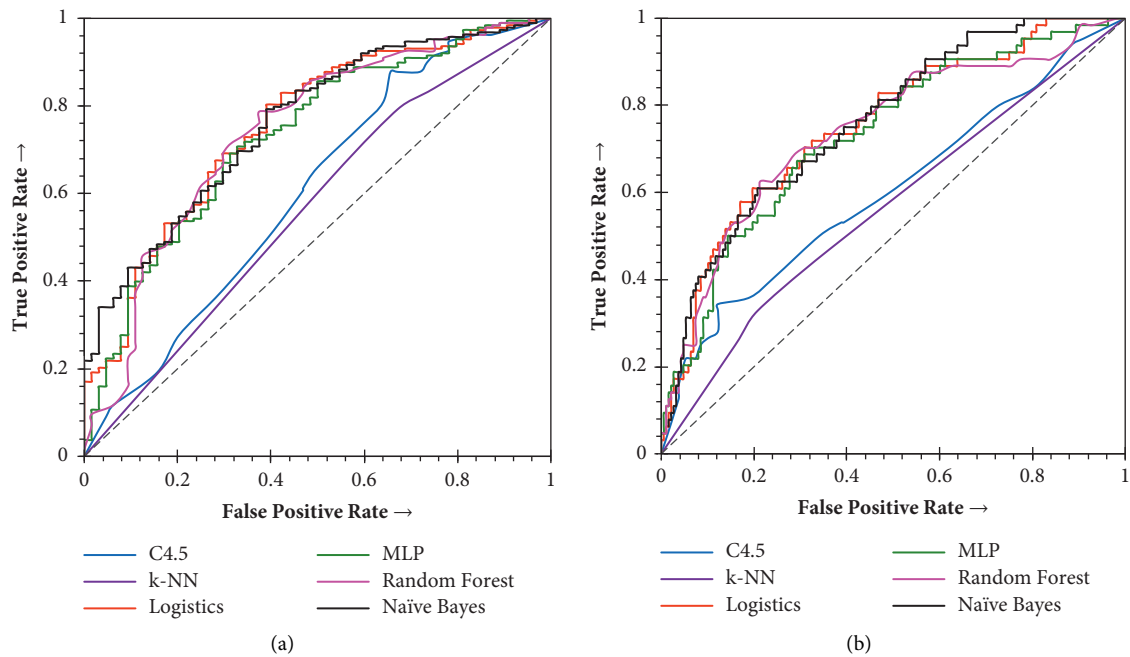 1
0.8
0.6
0.4
0.2
0
True Positive Rate →
0
0.2
0.4
0.6
0.8
1
False Positive Rate →
C4.5
k-NN
Logistics
MLP
Random Forest
Naïve Bayes
(a)
1
0.8
0.6
0.4
0.2
0
True Positive Rate →
0
0.2
0.4
0.6
0.8
1
False Positive Rate →
C4.5
k-NN
Logistics
MLP
Random Forest
Naïve Bayes
(b)